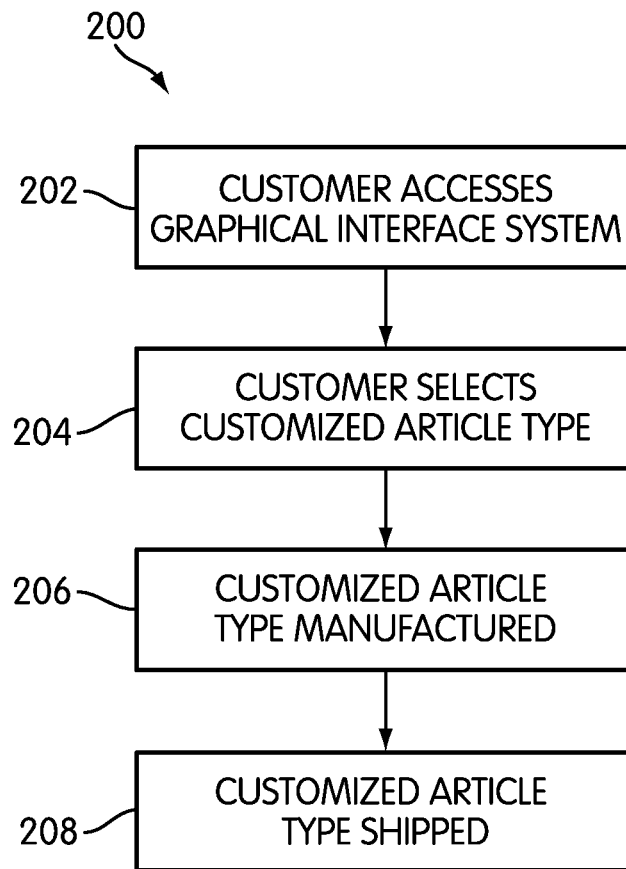 200
202
CUSTOMER ACCESSES
GRAPHICAL INTERFACE SYSTEM
204
CUSTOMER SELECTS
CUSTOMIZED ARTICLE TYPE
206
CUSTOMIZED ARTICLE
TYPE MANUFACTURED
208
CUSTOMIZED ARTICLE
TYPE SHIPPED